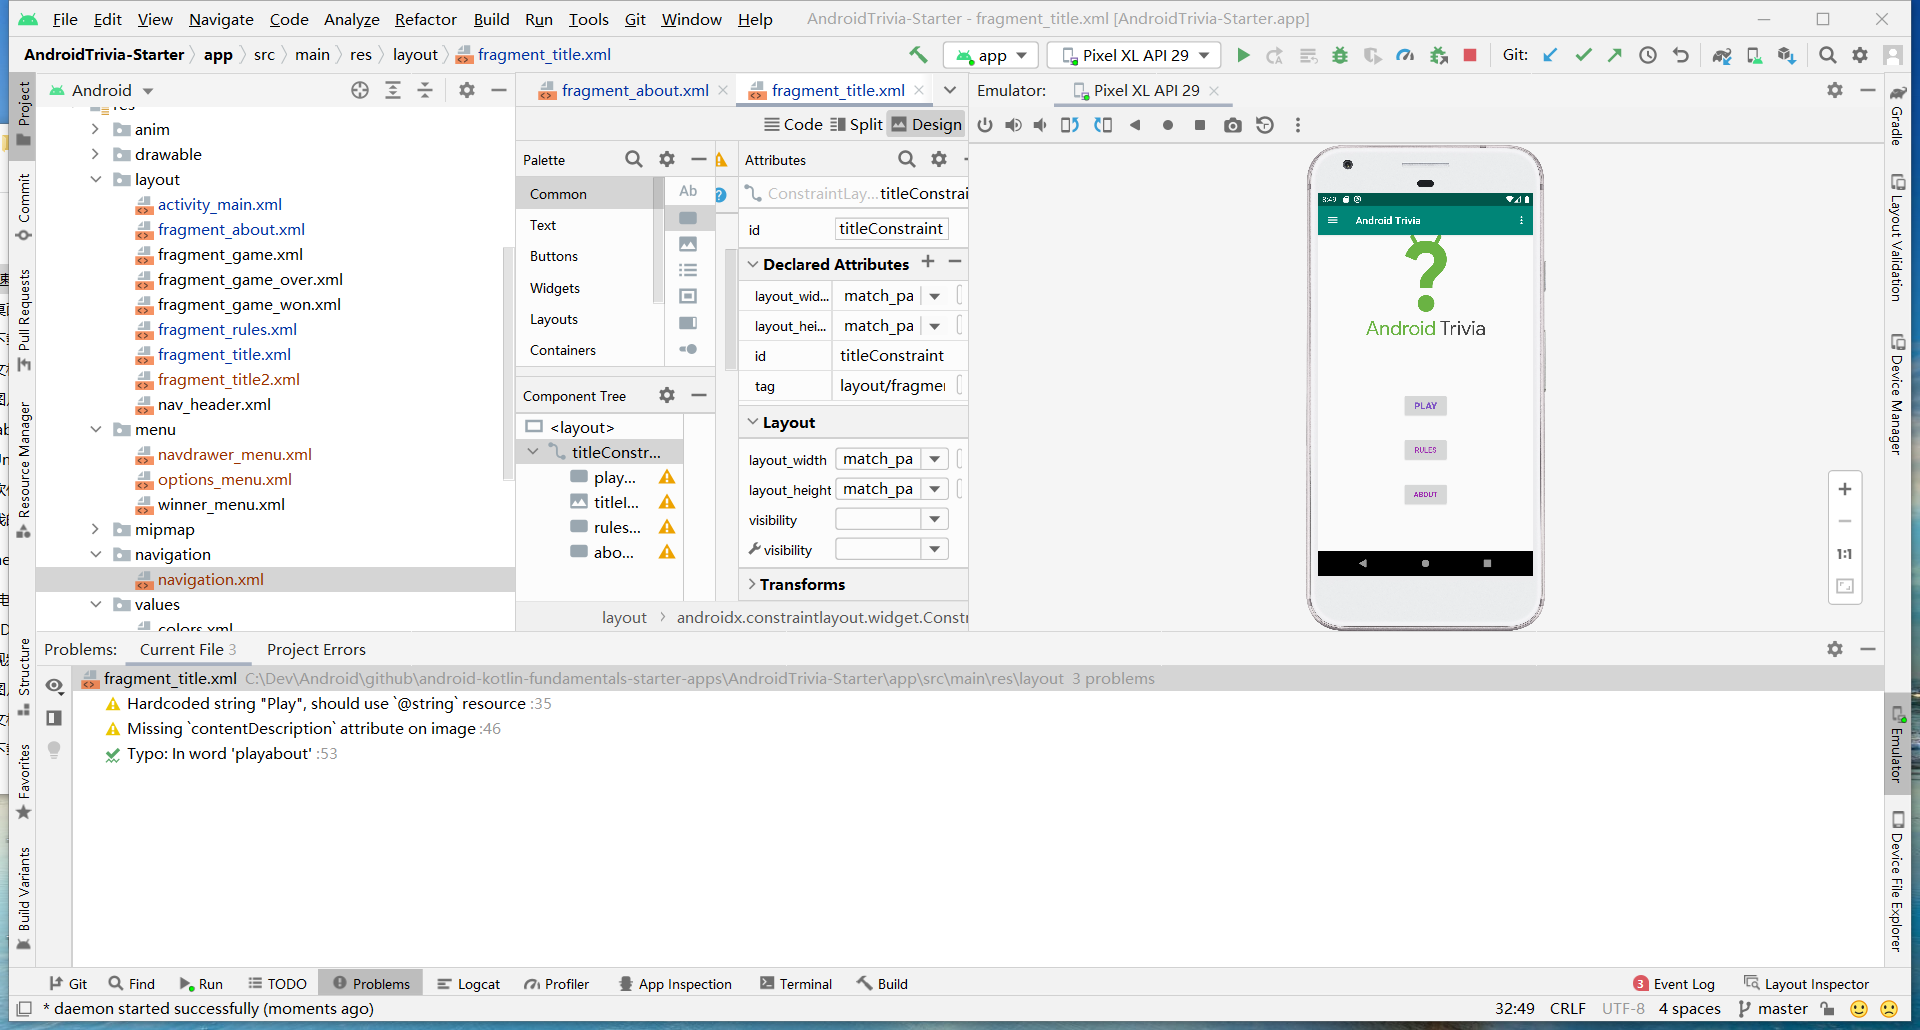 File Edit View Navigate Code Analyze Refactor Build Run Tools Git Window Help AndroidTrivia-Starter - fragment_title.xml [AndroidTrivia-Starter.app]
AndroidTrivia-Starter app src main res layout fragment_title.xml app Pixel XL API 29 Git:
Android
fragment_about.xml fragment_title.xml
Emulator: Pixel XL API 29
Code Split Design
res
anim
drawable
layout
activity_main.xml
fragment_about.xml
fragment_game.xml
fragment_game_over.xml
fragment_game_won.xml
fragment_rules.xml
fragment_title.xml
fragment_title2.xml
nav_header.xml
menu
navdrawer_menu.xml
options_menu.xml
winner_menu.xml
mipmap
navigation
navigation.xml
values
colors.xml
Palette
Common
Text
Buttons
Widgets
Layouts
Containers
Ab
Component Tree
<layout>
titleConstr...
play...
titleI...
rules...
abo...
Attributes
ConstraintLay... titleConstrai
id titleConstraint
Declared Attributes
layout_wid... match_pa
layout_hei... match_pa
id titleConstraint
tag layout/fragmen
Layout
layout_width match_pa
layout_height match_pa
visibility
visibility
Transforms
layout > androidx.constraintlayout.widget.Constr
8:49
Android Trivia
?
Android Trivia
PLAY
RULES
ABOUT
1:1
Project
Commit
Pull Requests
Resource Manager
Structure
Favorites
Build Variants
Gradle
Layout Validation
Device Manager
Emulator
Device File Explorer
Problems: Current File 3 Project Errors
fragment_title.xml C:\Dev\Android\github\android-kotlin-fundamentals-starter-apps\AndroidTrivia-Starter\app\src\main\res\layout 3 problems
Hardcoded string "Play", should use `@string` resource :35
Missing `contentDescription` attribute on image :46
Typo: In word 'playabout' :53
Git Find Run TODO Problems Logcat Profiler App Inspection Terminal Build 3 Event Log Layout Inspector
* daemon started successfully (moments ago) 32:49 CRLF UTF-8 4 spaces master